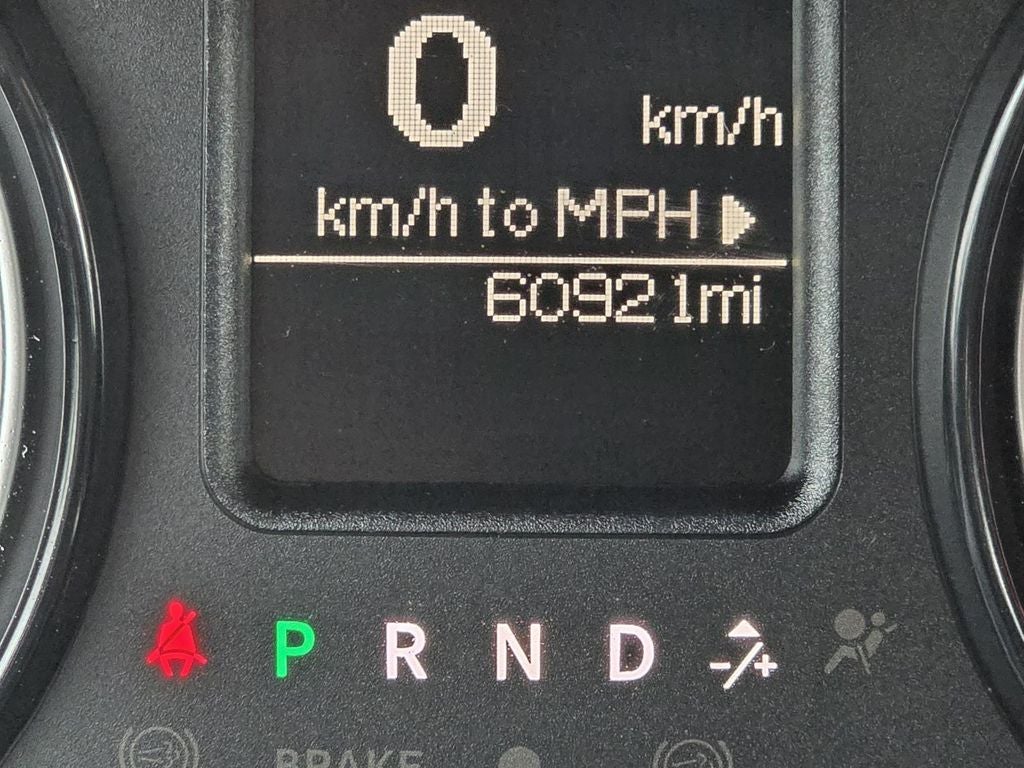 0
km/h
km/h to MPH
60921mi
P R N D -/+
BRAKE